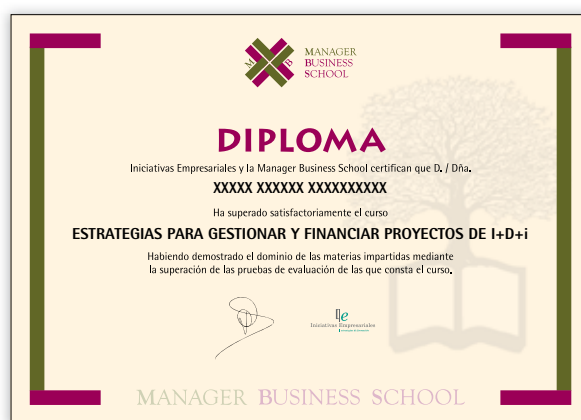 M B
MANAGER
BUSINESS
SCHOOL
DIPLOMA
Iniciativas Empresariales y la Manager Business School certifican que D. / Dña.
XXXXX XXXXXX XXXXXXXXXX
Ha superado satisfactoriamente el curso
ESTRATEGIAS PARA GESTIONAR Y FINANCIAR PROYECTOS DE I+D+i
Habiendo demostrado el dominio de las materias impartidas mediante
la superación de las pruebas de evaluación de las que consta el curso.
Iniciativas Empresariales
MANAGER BUSINESS SCHOOL